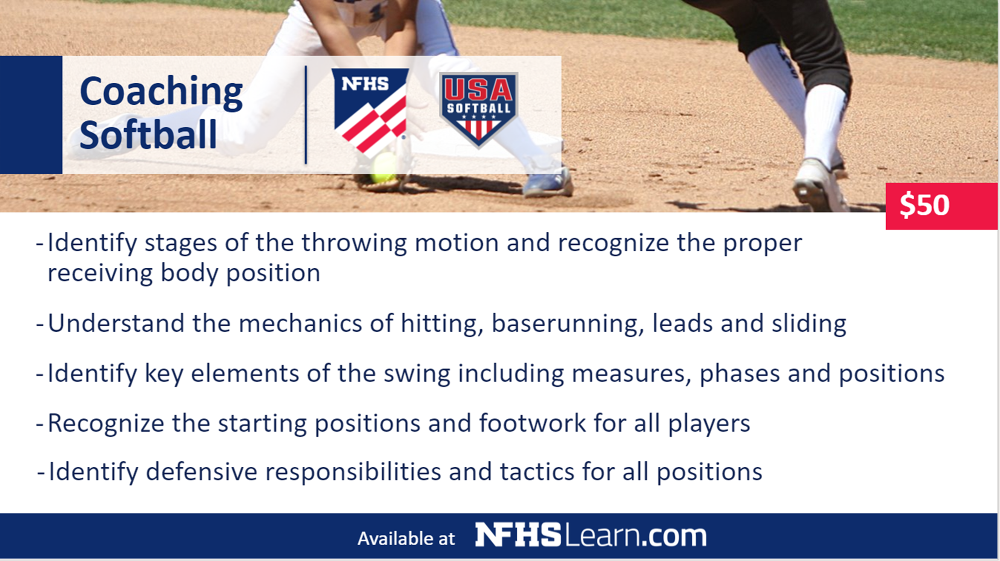 Coaching
Softball
NFHS
USA
SOFTBALL
$50
- Identify stages of the throwing motion and recognize the proper
receiving body position
- Understand the mechanics of hitting, baserunning, leads and sliding
- Identify key elements of the swing including measures, phases and positions
- Recognize the starting positions and footwork for all players
- Identify defensive responsibilities and tactics for all positions
Available at NFHSLearn.com